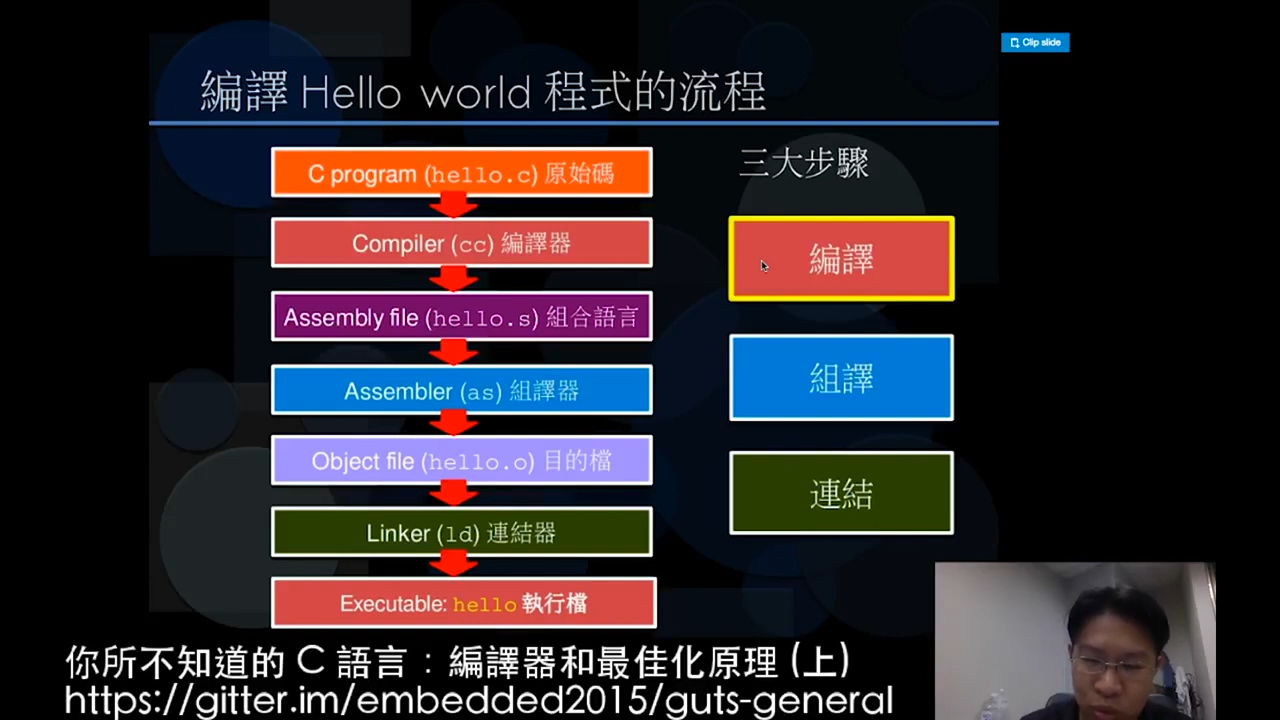 Clip slide
編譯 Hello world 程式的流程
C program (hello.c) 原始碼
Compiler (cc) 編譯器
Assembly file (hello.s) 組合語言
Assembler (as) 組譯器
Object file (hello.o) 目的檔
Linker (ld) 連結器
Executable: hello 執行檔
三大步驟
編譯
組譯
連結
你所不知道的 C 語言：編譯器和最佳化原理 (上)
https://gitter.im/embedded2015/guts-general